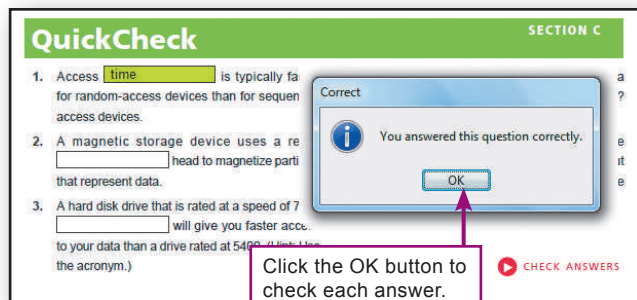 QuickCheck
SECTION C
1. Access time is typically fa
for random-access devices than for sequen
access devices.
2. A magnetic storage device uses a re
head to magnetize parti
that represent data.
3. A hard disk drive that is rated at a speed of 7
will give you faster acce
to your data than a drive rated at 5400. (Hint: Use
the acronym.)
a
?
e
it
e
Correct
You answered this question correctly.
OK
Click the OK button to
check each answer.
CHECK ANSWERS